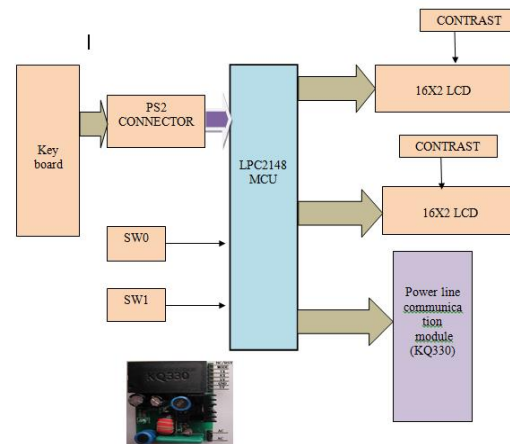 CONTRAST
16X2 LCD
PS2
CONNECTOR
Key
board
LPC2148
MCU
CONTRAST
16X2 LCD
SW0
SW1
Power line
communica
tion
module
(KQ330)
KQ330